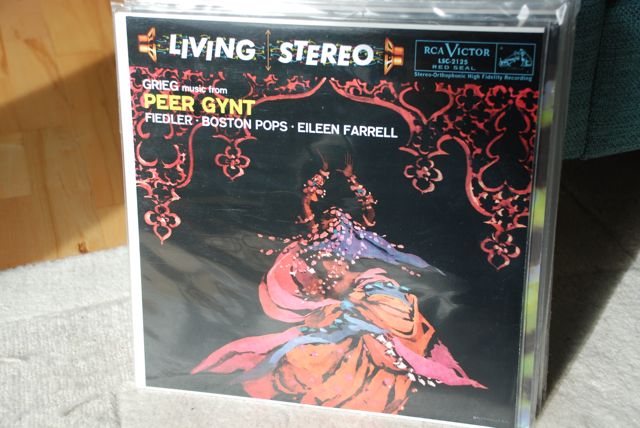 LIVING STEREO
RCA VICTOR
LSC-2125
RED SEAL
Stereo-Orthophonic High Fidelity Recording
GRIEG music from
PEER GYNT
FIEDLER · BOSTON POPS · EILEEN FARRELL